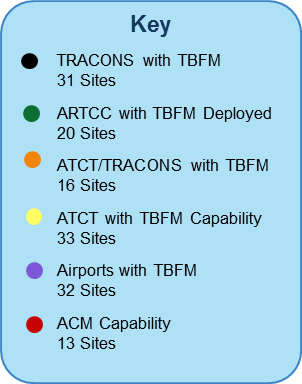 Key
TRACONS with TBFM
31 Sites
ARTCC with TBFM Deployed
20 Sites
ATCT/TRACONS with TBFM
16 Sites
ATCT with TBFM Capability
33 Sites
Airports with TBFM
32 Sites
ACM Capability
13 Sites